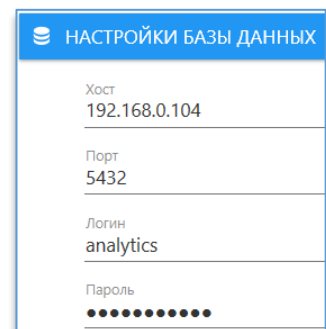 НАСТРОЙКИ БАЗЫ ДАННЫХ
Хост
192.168.0.104
Порт
5432
Логин
analytics
Пароль
●●●●●●●●●●●